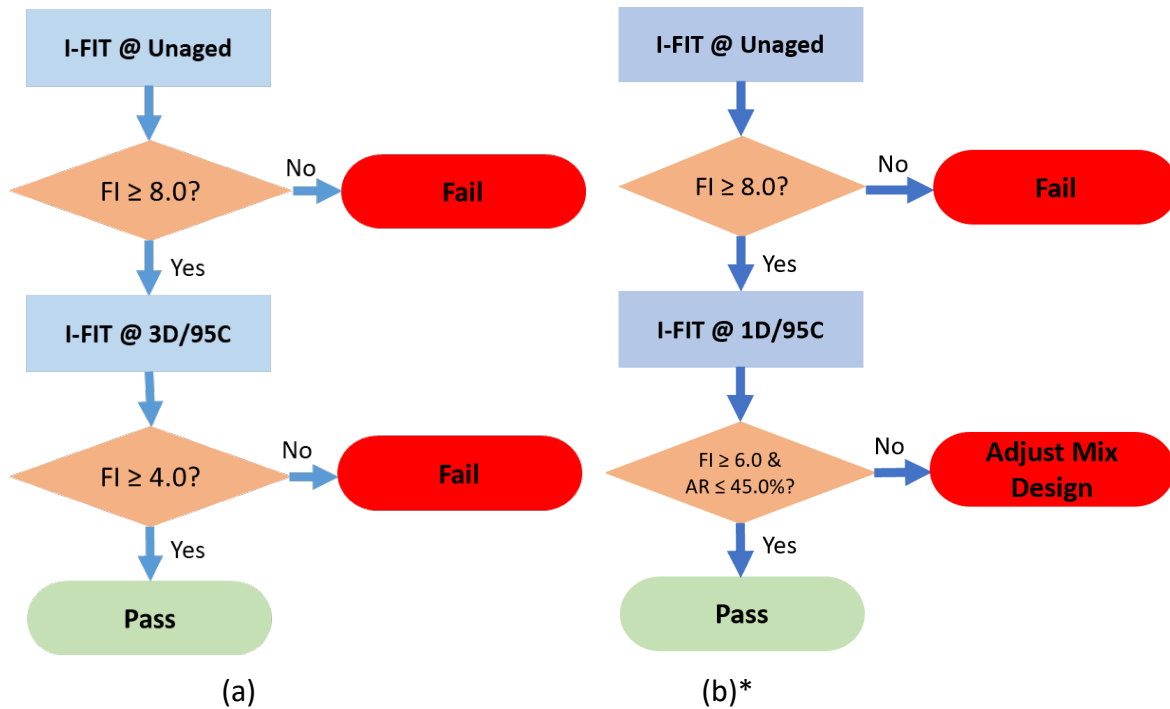 I-FIT @ Unaged
FI ≥ 8.0?
No
Fail
Yes
I-FIT @ 3D/95C
FI ≥ 4.0?
No
Fail
Yes
Pass
(a)
I-FIT @ Unaged
FI ≥ 8.0?
No
Fail
Yes
I-FIT @ 1D/95C
FI ≥ 6.0 &
AR ≤ 45.0%?
No
Adjust Mix
Design
Yes
Pass
(b)*